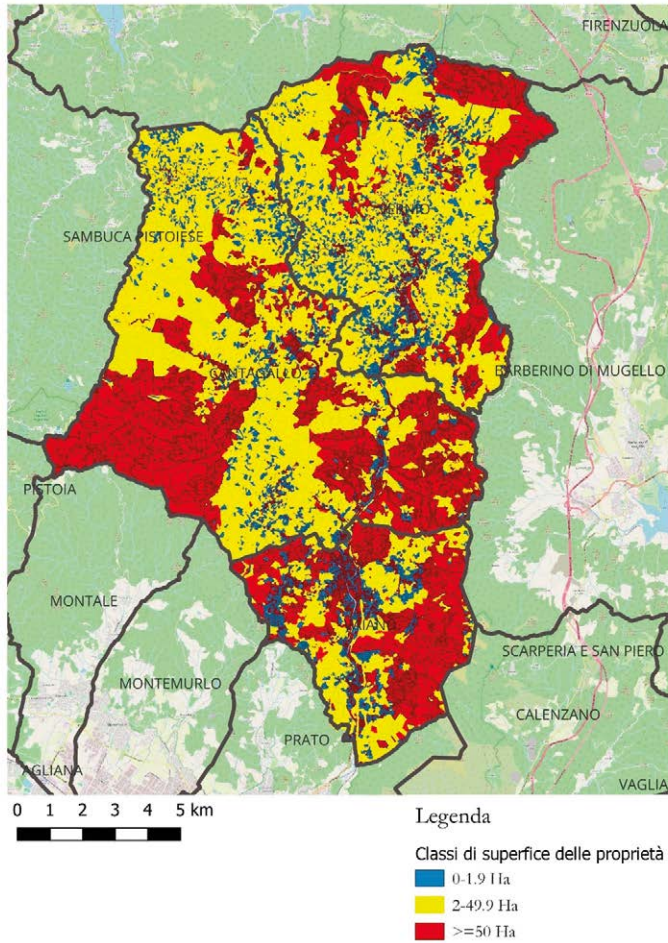 FIRENZUOLA
SAMBUCA PISTOIESE
CANTAGALLO
BARBERINO DI MUGELLO
PISTOIA
MONTALE
MONTEMURLO
SCARPERIA E SAN PIERO
CALENZANO
PRATO
AGLIANA
VAGLIA
0 1 2 3 4 5 km
Legenda
Classi di superfice delle proprietà
0-1.9 Ha
2-49.9 Ha
>=50 Ha